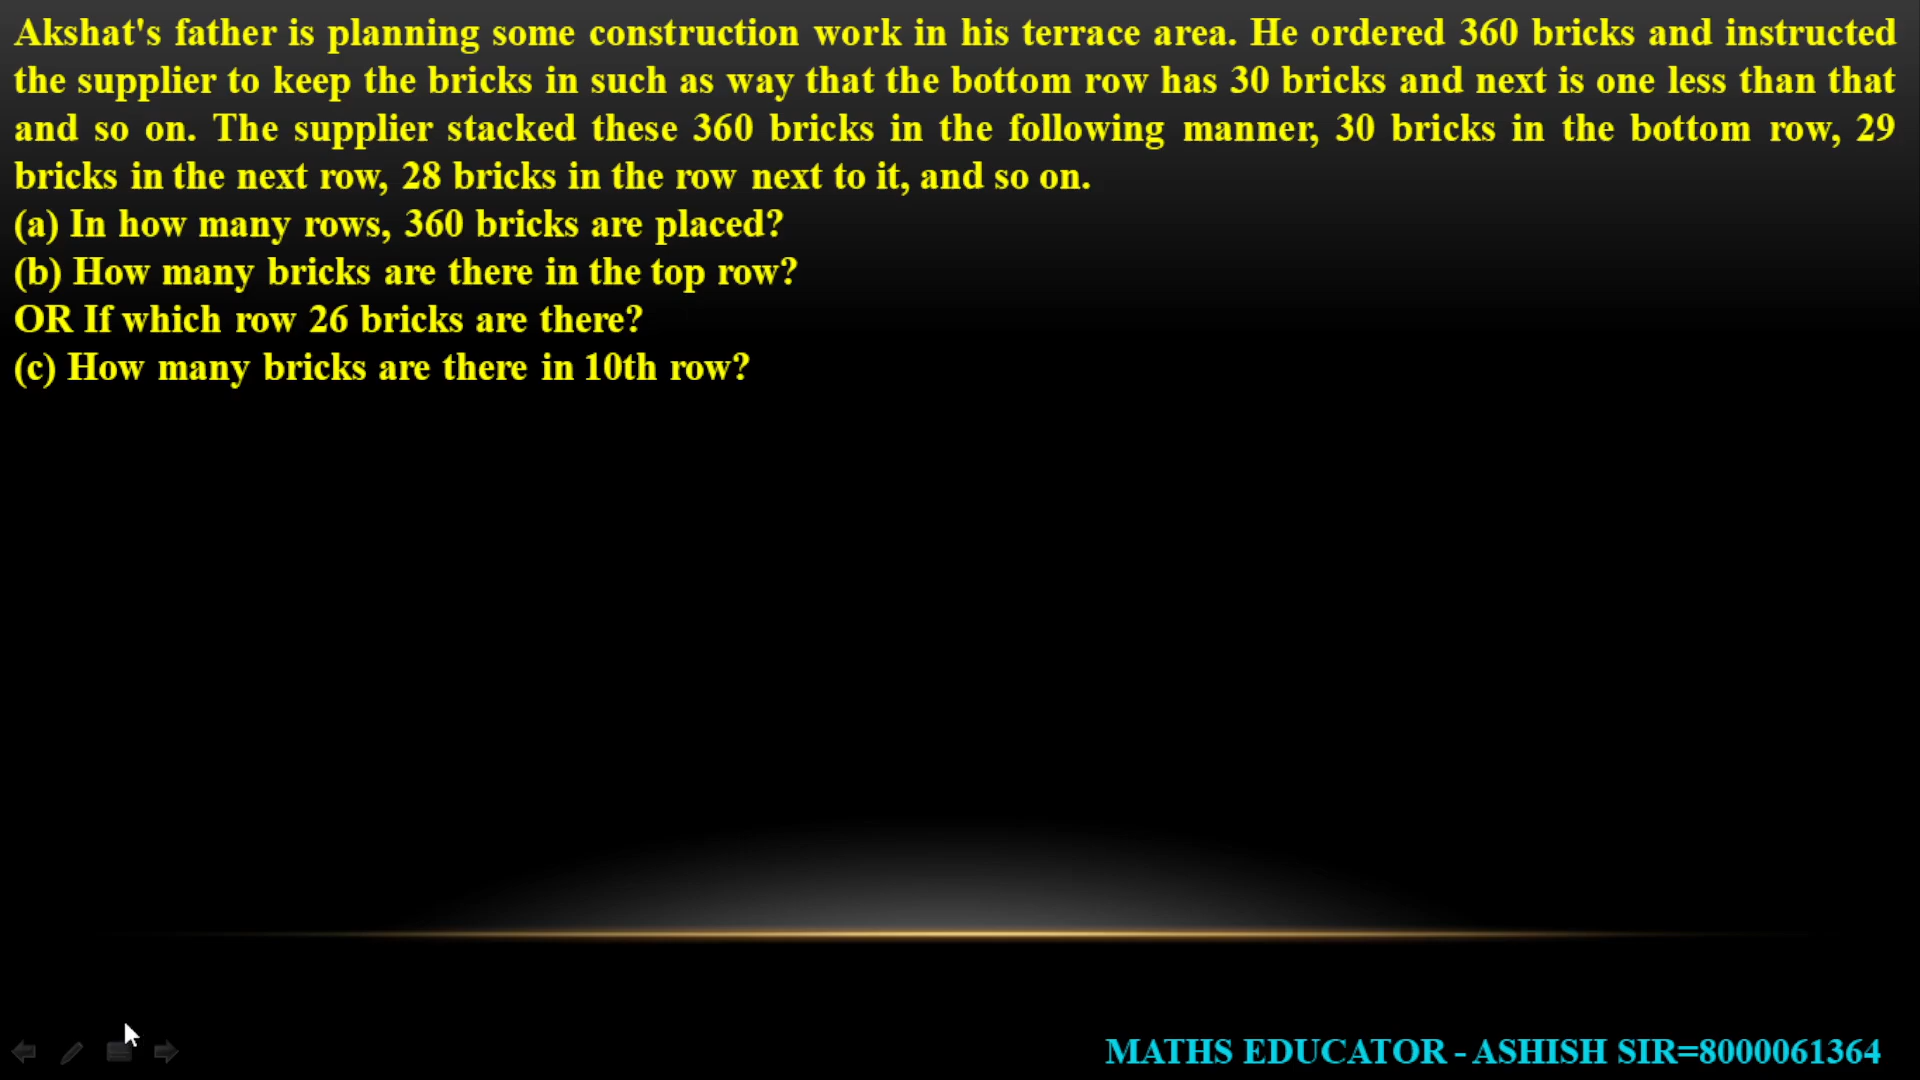 Akshat's father is planning some construction work in his terrace area. He ordered 360 bricks and instructed
the supplier to keep the bricks in such as way that the bottom row has 30 bricks and next is one less than that
and so on. The supplier stacked these 360 bricks in the following manner, 30 bricks in the bottom row, 29
bricks in the next row, 28 bricks in the row next to it, and so on.
(a) In how many rows, 360 bricks are placed?
(b) How many bricks are there in the top row?
OR If which row 26 bricks are there?
(c) How many bricks are there in 10th row?
MATHS EDUCATOR - ASHISH SIR=8000061364